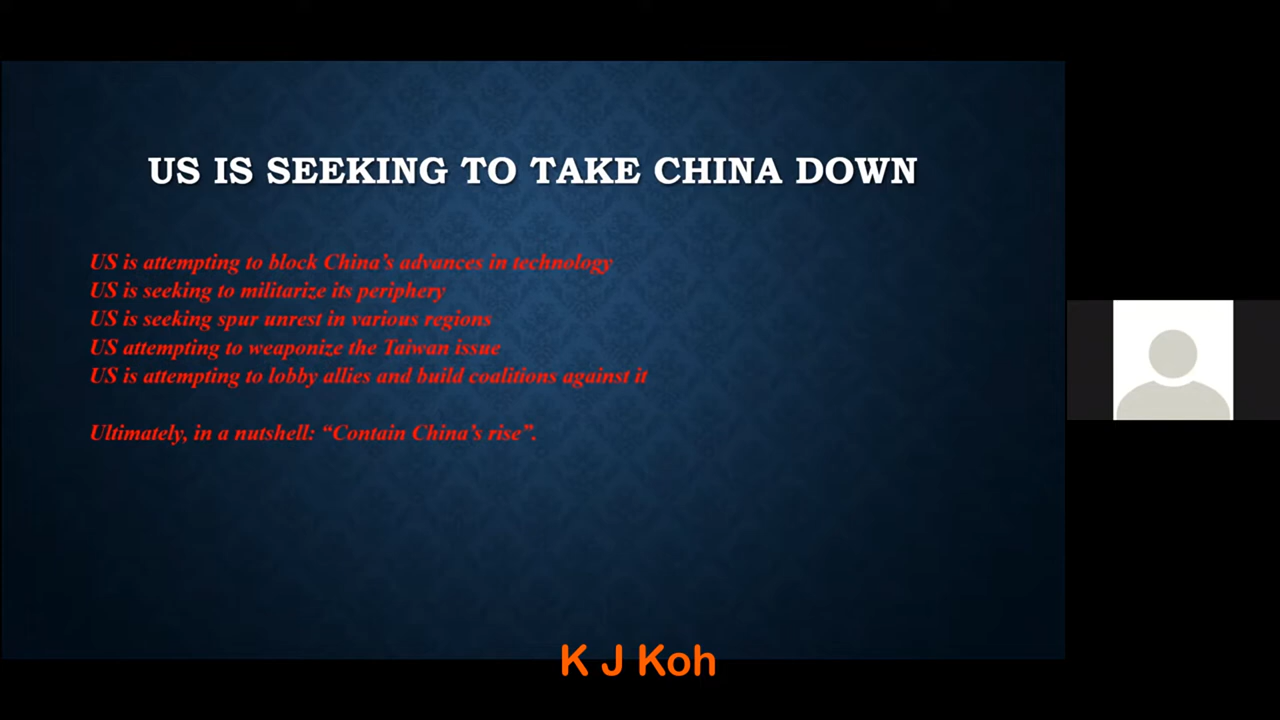 US IS SEEKING TO TAKE CHINA DOWN
US is attempting to block China’s advances in technology
US is seeking to militarize its periphery
US is seeking spur unrest in various regions
US attempting to weaponize the Taiwan issue
US is attempting to lobby allies and build coalitions against it
Ultimately, in a nutshell: “Contain China’s rise”.
K J Koh